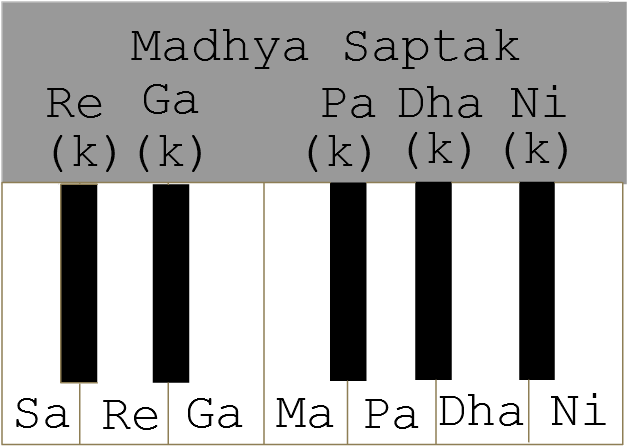 Madhya Saptak
Re Ga Pa Dha Ni
(k) (k) (k) (k) (k)
Sa Re Ga Ma Pa Dha Ni